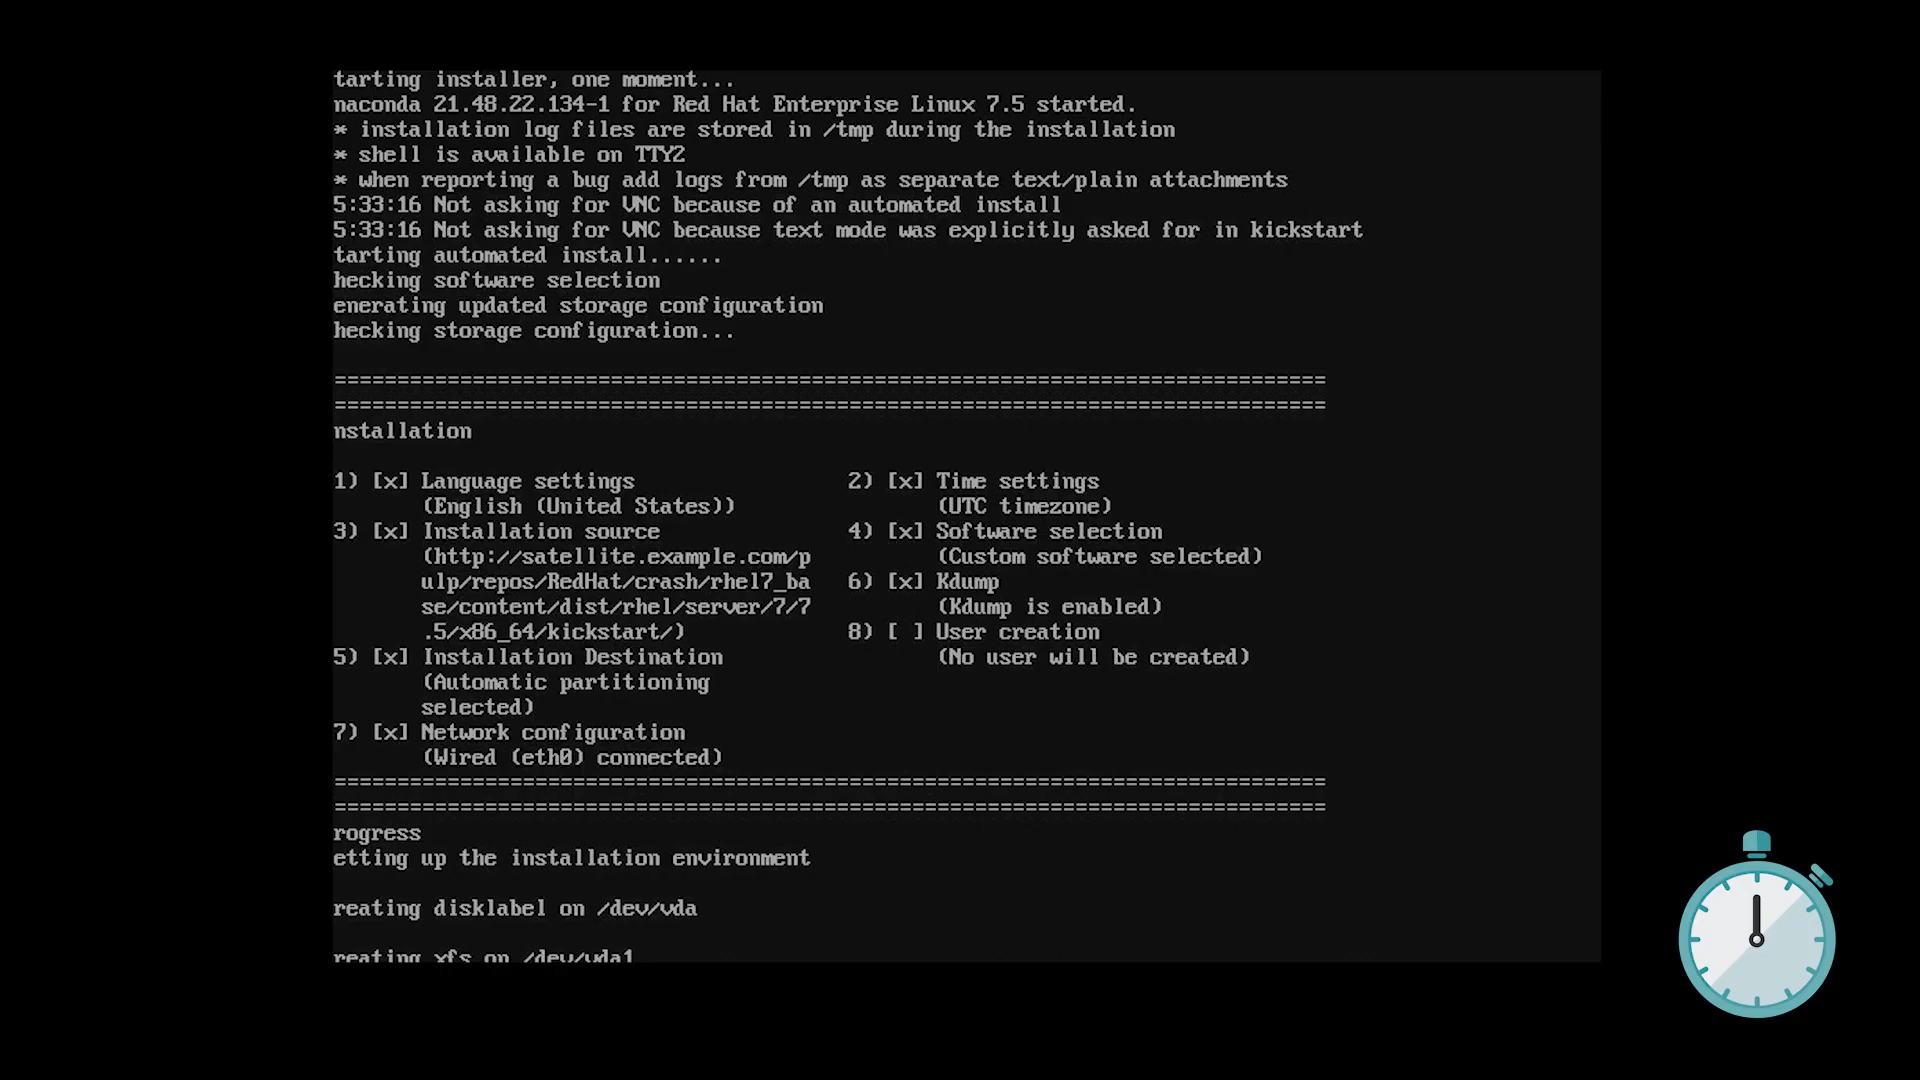 tarting installer, one moment...
naconda 21.48.22.134-1 for Red Hat Enterprise Linux 7.5 started.
* installation log files are stored in /tmp during the installation
* shell is available on TTY2
* when reporting a bug add logs from /tmp as separate text/plain attachments
5:33:16 Not asking for VNC because of an automated install
5:33:16 Not asking for VNC because text mode was explicitly asked for in kickstart
tarting automated install......
hecking software selection
enerating updated storage configuration
hecking storage configuration...
===============================================================================
===============================================================================
nstallation
1) [x] Language settings 2) [x] Time settings
(English (United States)) (UTC timezone)
3) [x] Installation source 4) [x] Software selection
(http://satellite.example.com/p (Custom software selected)
ulp/repos/RedHat/crash/rhel7_ba 6) [x] Kdump
se/content/dist/rhel/server/7/7 (Kdump is enabled)
.5/x86_64/kickstart/) 8) [ ] User creation
5) [x] Installation Destination (No user will be created)
(Automatic partitioning
selected)
7) [x] Network configuration
(Wired (eth0) connected)
===============================================================================
===============================================================================
rogress
etting up the installation environment
reating disklabel on /dev/vda
reating xfs on /dev/vda1